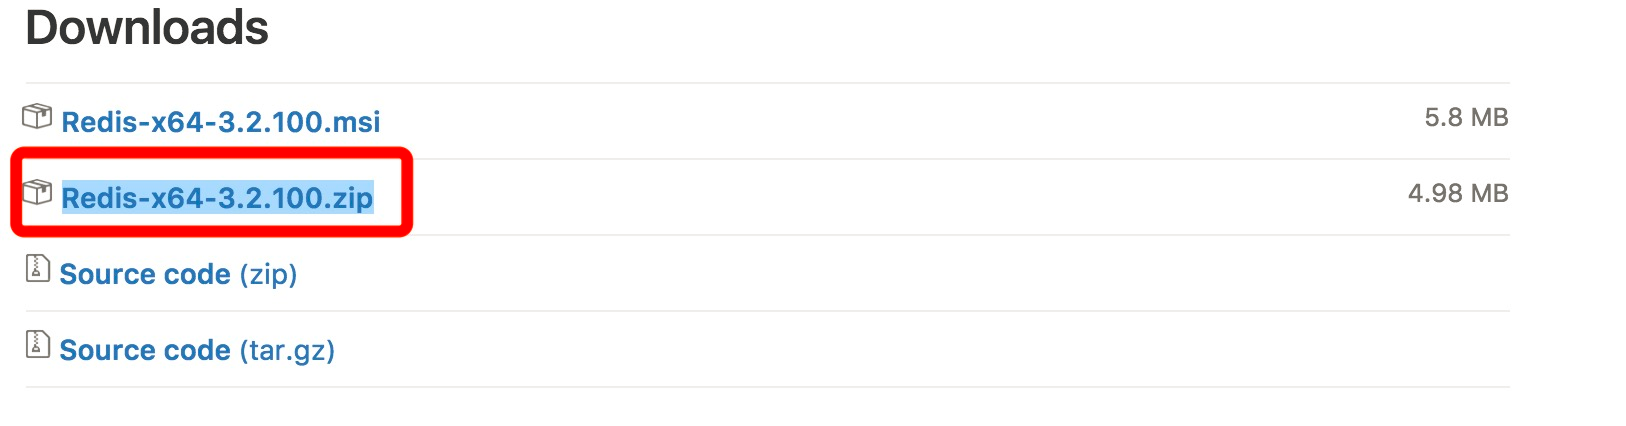 Downloads
Redis-x64-3.2.100.msi 5.8 MB
Redis-x64-3.2.100.zip 4.98 MB
Source code (zip)
Source code (tar.gz)